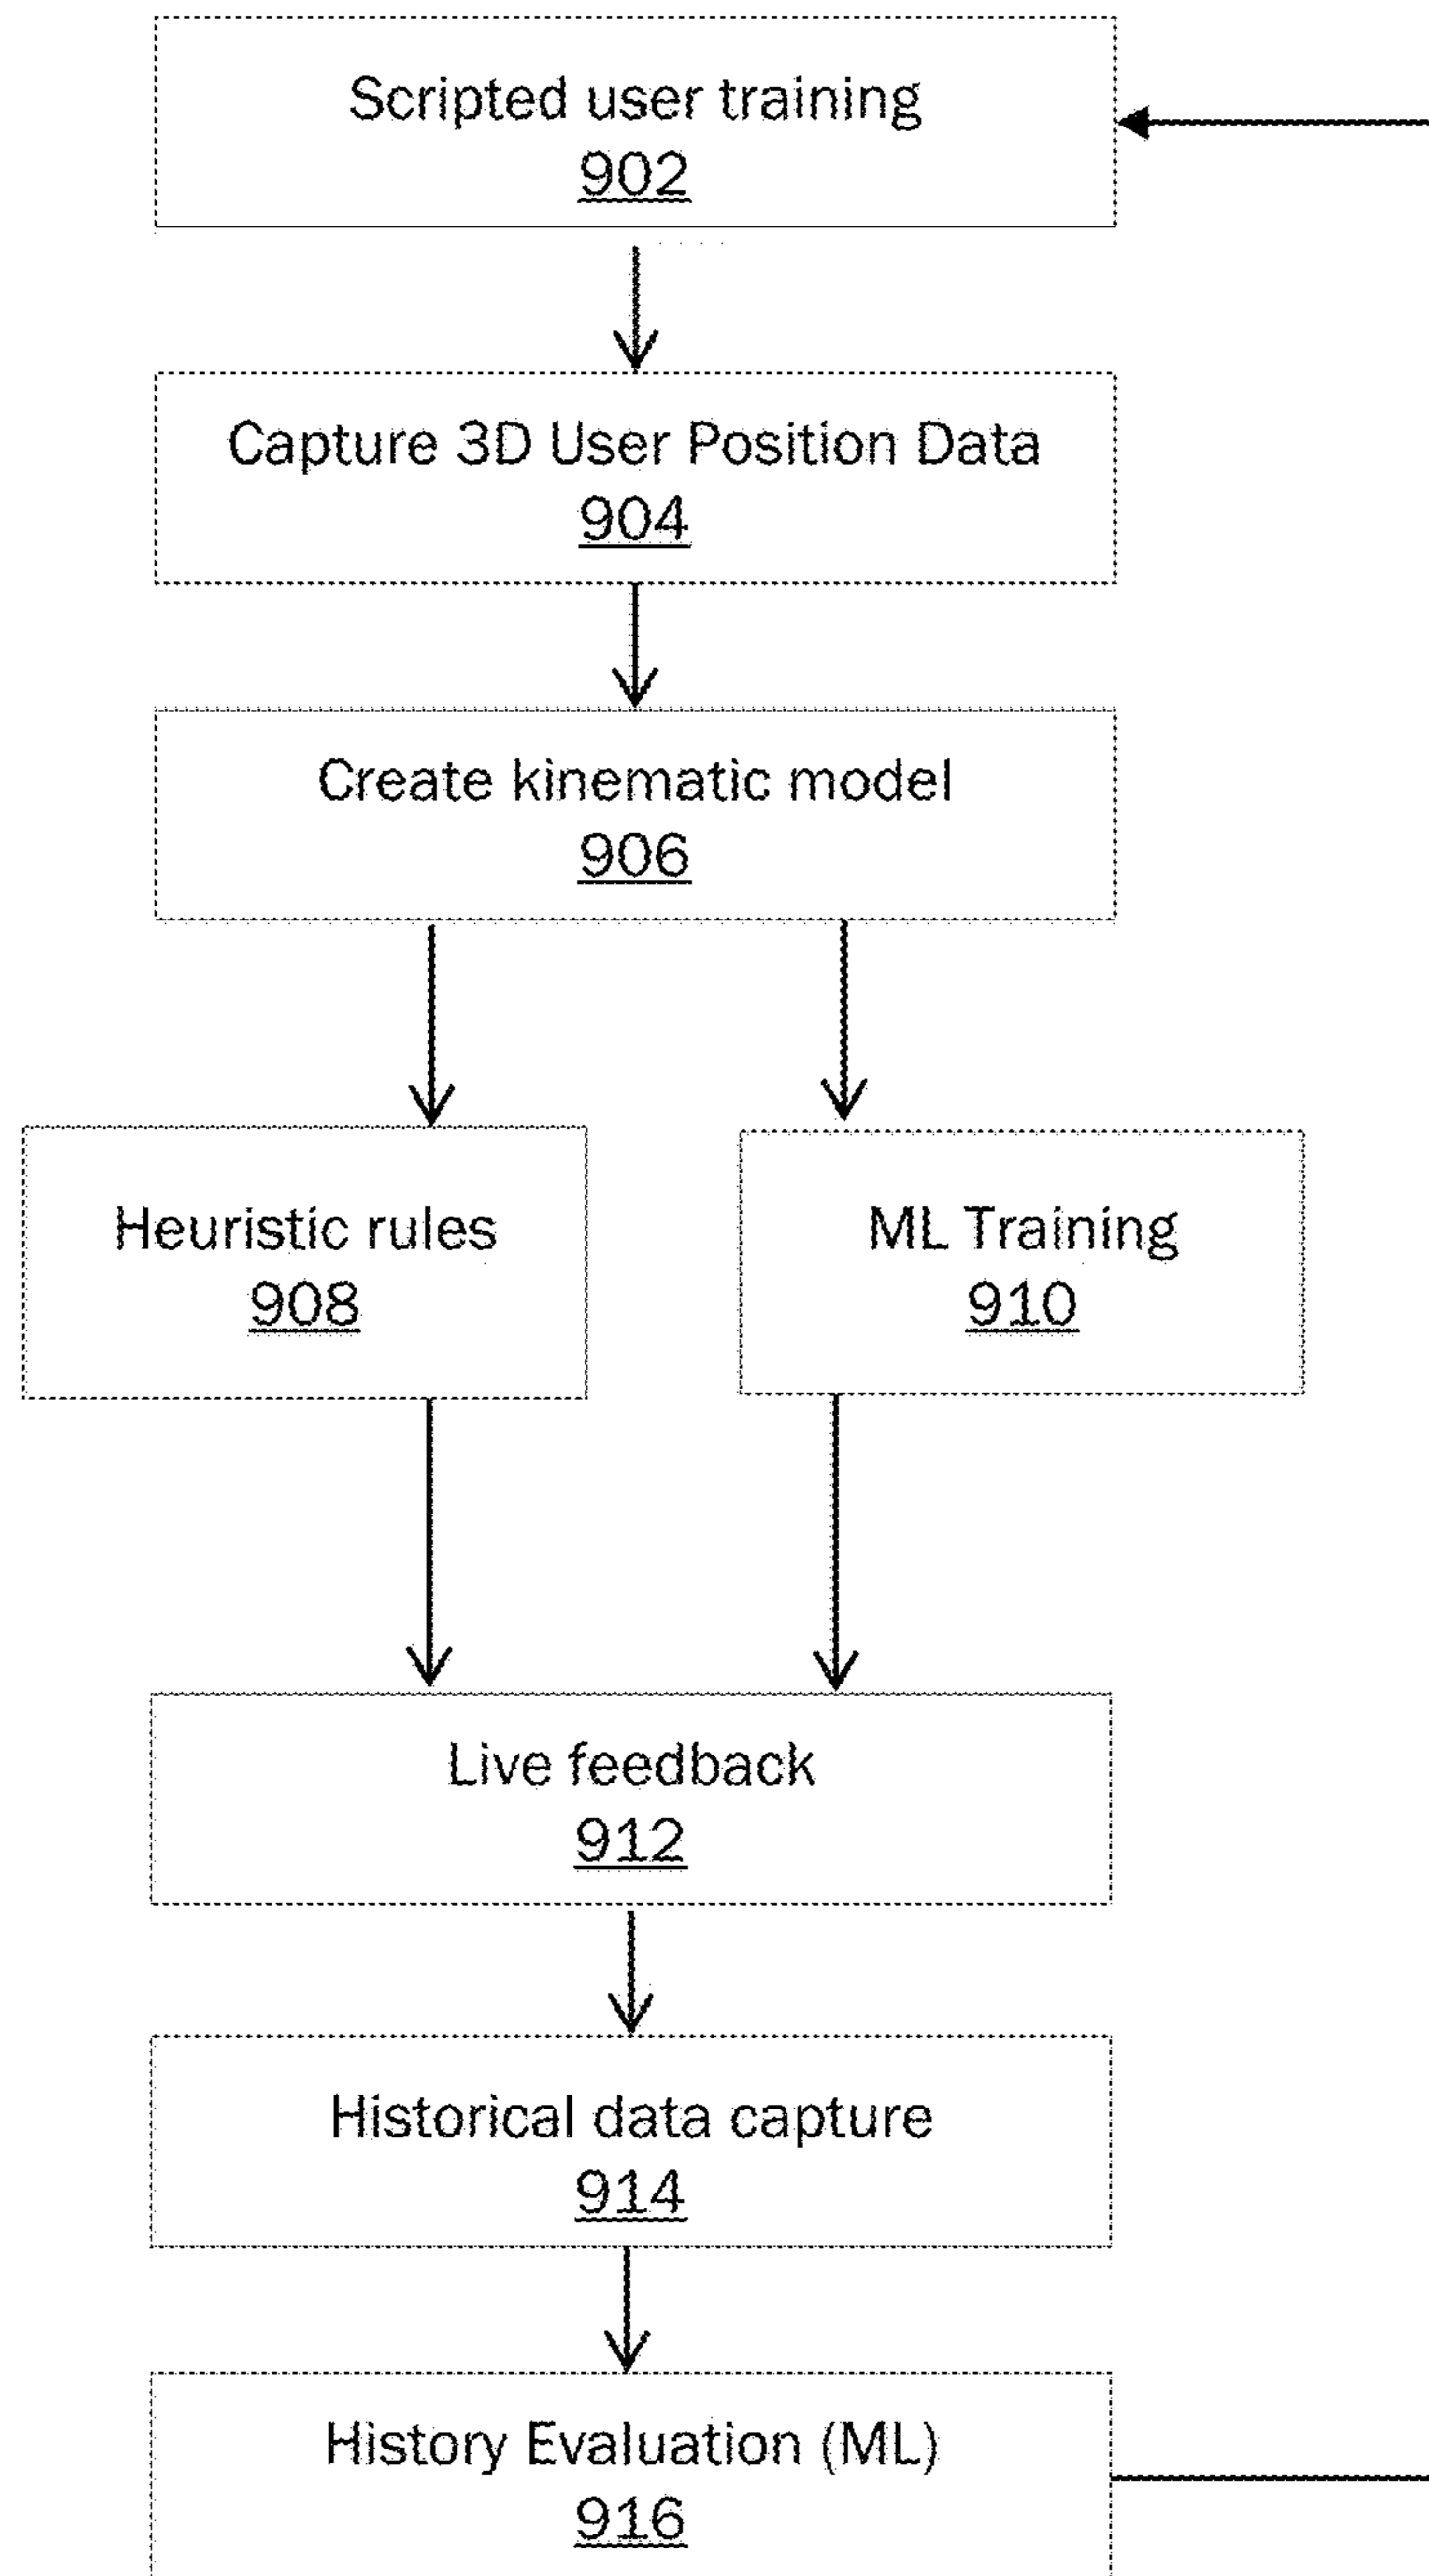 Scripted user training
902
Capture 3D User Position Data
904
Create kinematic model
906
Heuristic rules
908
ML Training
910
Live feedback
912
Historical data capture
914
History Evaluation (ML)
916